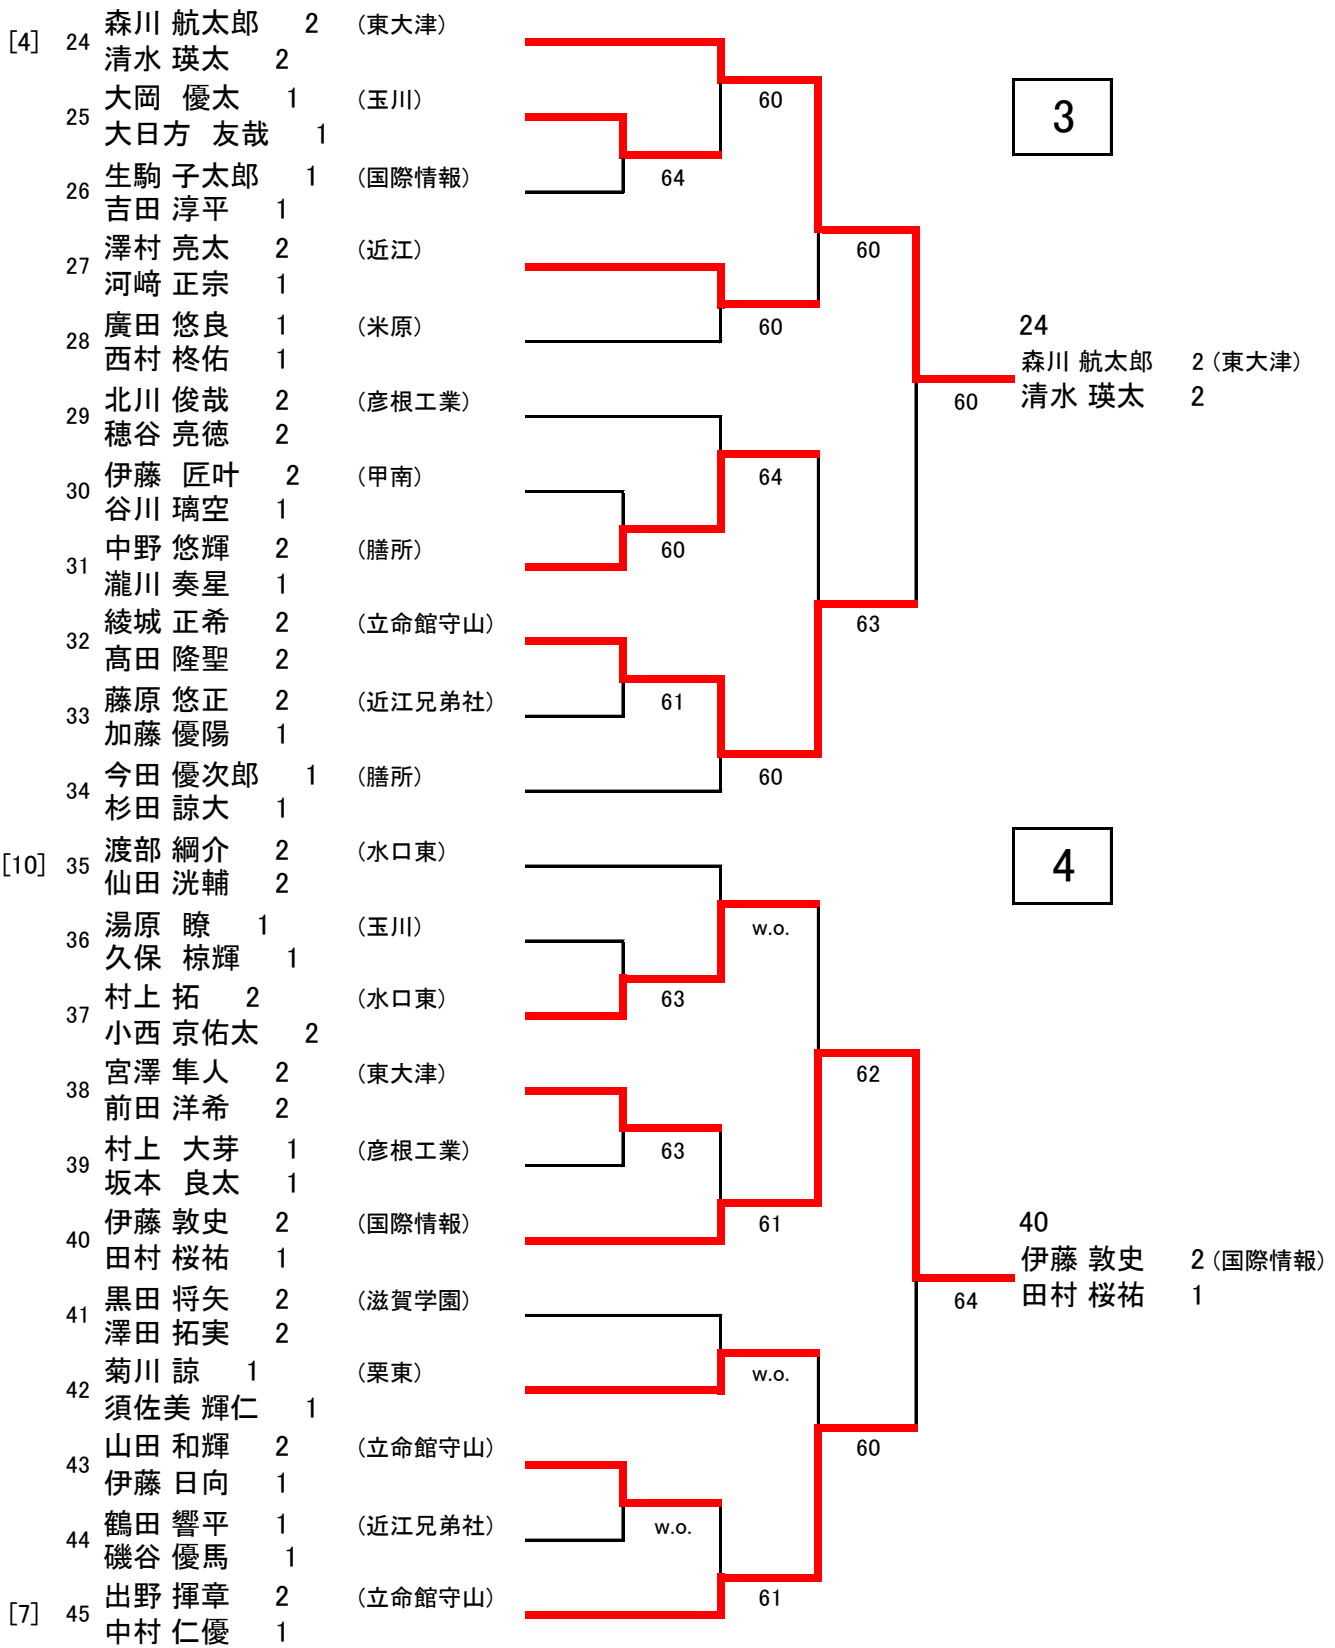 [4] 24 森川 航太郎 2 (東大津)
清水 瑛太 2
25 大岡 優太 1 (玉川)
大日方 友哉 1
26 生駒 子太郎 1 (国際情報)
吉田 淳平 1
27 澤村 亮太 2 (近江)
河﨑 正宗 1
28 廣田 悠良 1 (米原)
西村 柊佑 1
29 北川 俊哉 2 (彦根工業)
穂谷 亮徳 2
30 伊藤 匠叶 2 (甲南)
谷川 璃空 1
31 中野 悠輝 2 (膳所)
瀧川 奏星 1
32 綾城 正希 2 (立命館守山)
髙田 隆聖 2
33 藤原 悠正 2 (近江兄弟社)
加藤 優陽 1
34 今田 優次郎 1 (膳所)
杉田 諒大 1
60
64
60
60
64
60
61
60
63
60
3
24
森川 航太郎 2 (東大津)
清水 瑛太 2
[10] 35 渡部 綱介 2 (水口東)
仙田 洸輔 2
36 湯原 瞭 1 (玉川)
久保 椋輝 1
37 村上 拓 2 (水口東)
小西 京佑太 2
38 宮澤 隼人 2 (東大津)
前田 洋希 2
39 村上 大芽 1 (彦根工業)
坂本 良太 1
40 伊藤 敦史 2 (国際情報)
田村 桜祐 1
41 黒田 将矢 2 (滋賀学園)
澤田 拓実 2
42 菊川 諒 1 (栗東)
須佐美 輝仁 1
43 山田 和輝 2 (立命館守山)
伊藤 日向 1
44 鶴田 響平 1 (近江兄弟社)
磯谷 優馬 1
[7] 45 出野 揮章 2 (立命館守山)
中村 仁優 1
w.o.
63
62
63
61
w.o.
60
w.o.
61
64
4
40
伊藤 敦史 2 (国際情報)
田村 桜祐 1